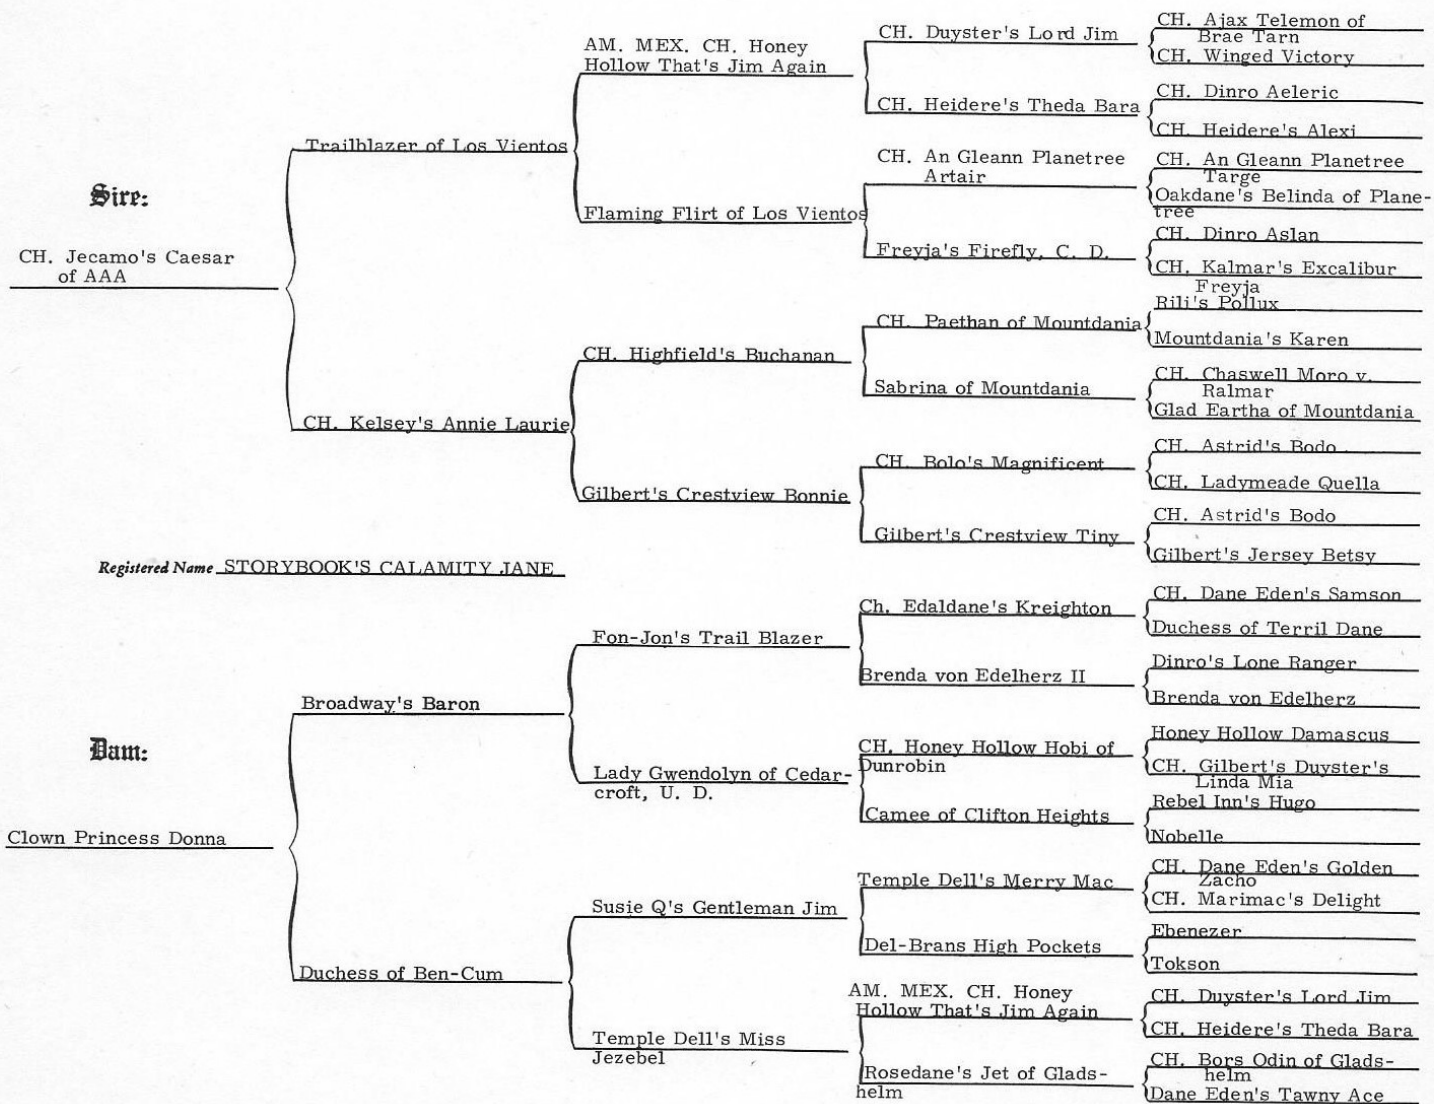 Sire:
CH. Jecamo's Caesar
of AAA
Trailblazer of Los Vientos
CH. Kelsey's Annie Laurie
AM. MEX. CH. Honey
Hollow That's Jim Again
Flaming Flirt of Los Vientos
CH. Highfield's Buchanan
Gilbert's Crestview Bonnie
CH. Duyster's Lord Jim
CH. Heidere's Theda Bara
CH. An Gleann Planetree
Artair
Freyja's Firefly, C. D.
CH. Paethan of Mountdania
Sabrina of Mountdania
CH. Bolo's Magnificent
Gilbert's Crestview Tiny
CH. Ajax Telemon of
Brae Tarn
CH. Winged Victory
CH. Dinro Aeleric
CH. Heidere's Alexi
CH. An Gleann Planetree
Targe
Oakdane's Belinda of Plane-
tree
CH. Dinro Aslan
CH. Kalmar's Excalibur
Freyja
Rili's Pollux
Mountdania's Karen
CH. Chaswell Moro v.
Ralmar
Glad Eartha of Mountdania
CH. Astrid's Bodo
CH. Ladymeade Quella
CH. Astrid's Bodo
Gilbert's Jersey Betsy
Registered Name STORYBOOK'S CALAMITY JANE
Dam:
Clown Princess Donna
Broadway's Baron
Duchess of Ben-Cum
Fon-Jon's Trail Blazer
Lady Gwendolyn of Cedar-
croft, U. D.
Susie Q's Gentleman Jim
Temple Dell's Miss
Jezebel
Ch. Edaldane's Kreighton
Brenda von Edelherz II
CH. Honey Hollow Hobi of
Dunrobin
Camee of Clifton Heights
Temple Dell's Merry Mac
Del-Brans High Pockets
AM. MEX. CH. Honey
Hollow That's Jim Again
Rosedane's Jet of Glads-
helm
CH. Dane Eden's Samson
Duchess of Terril Dane
Dinro's Lone Ranger
Brenda von Edelherz
Honey Hollow Damascus
CH. Gilbert's Duyster's
Linda Mia
Rebel Inn's Hugo
Nobelle
CH. Dane Eden's Golden
Zacho
CH. Marimac's Delight
Ebenezer
Tokson
CH. Duyster's Lord Jim
CH. Heidere's Theda Bara
CH. Bors Odin of Glads-
helm
Dane Eden's Tawny Ace